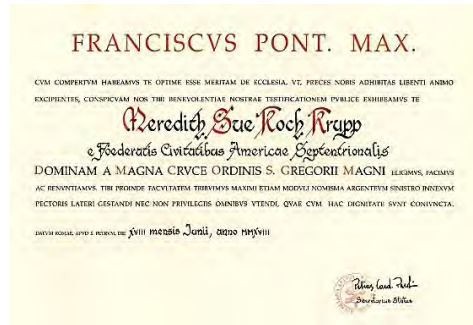 FRANCISCVS PONT. MAX.
CVM COMPERTVM HABEAMVS TE OPTIME ESSE MERITAM DE ECCLESIA, VT, PRECES NOBIS ADHIBITAS LIBENTI ANIMO
EXCIPIENTES, CONSPICVAM NOS TIBI BENEVOLENTIAE NOSTRAE TESTIFICATIONEM PVBLICE EXHIBEAMVS TE
Meredith Sue Koch Krupp
e Foederatis Civitatibus Americae Septentrionalis
DOMINAM A MAGNA CRVCE ORDINIS S. GREGORII MAGNI ELIGIMVS, FACIMVS
AC RENVNTIAMVS. TIBI PROINDE FACVLTATEM TRIBVIMVS MAXIMI ETIAM MODVLI NOMISMA ARGENTEVM SINISTRO INNEXVM
PECTORIS LATERI GESTANDI NEC NON PRIVILEGIIS OMNIBVS VTENDI, QVAE CVM HAC DIGNITATE SVNT CONIVNCTA.
DATVM ROMAE, APVD S. PETRVM, DIE XVIII mensis Junii, anno MMXVIII
Secretarius Status